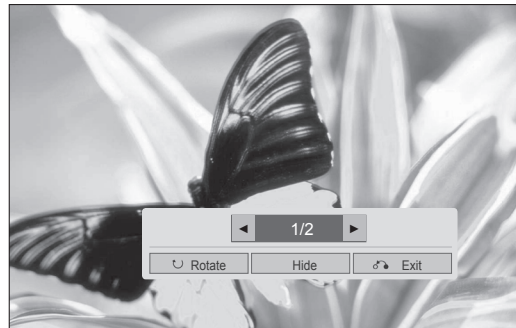 ◄ 1/2 ►
↻ Rotate Hide Exit